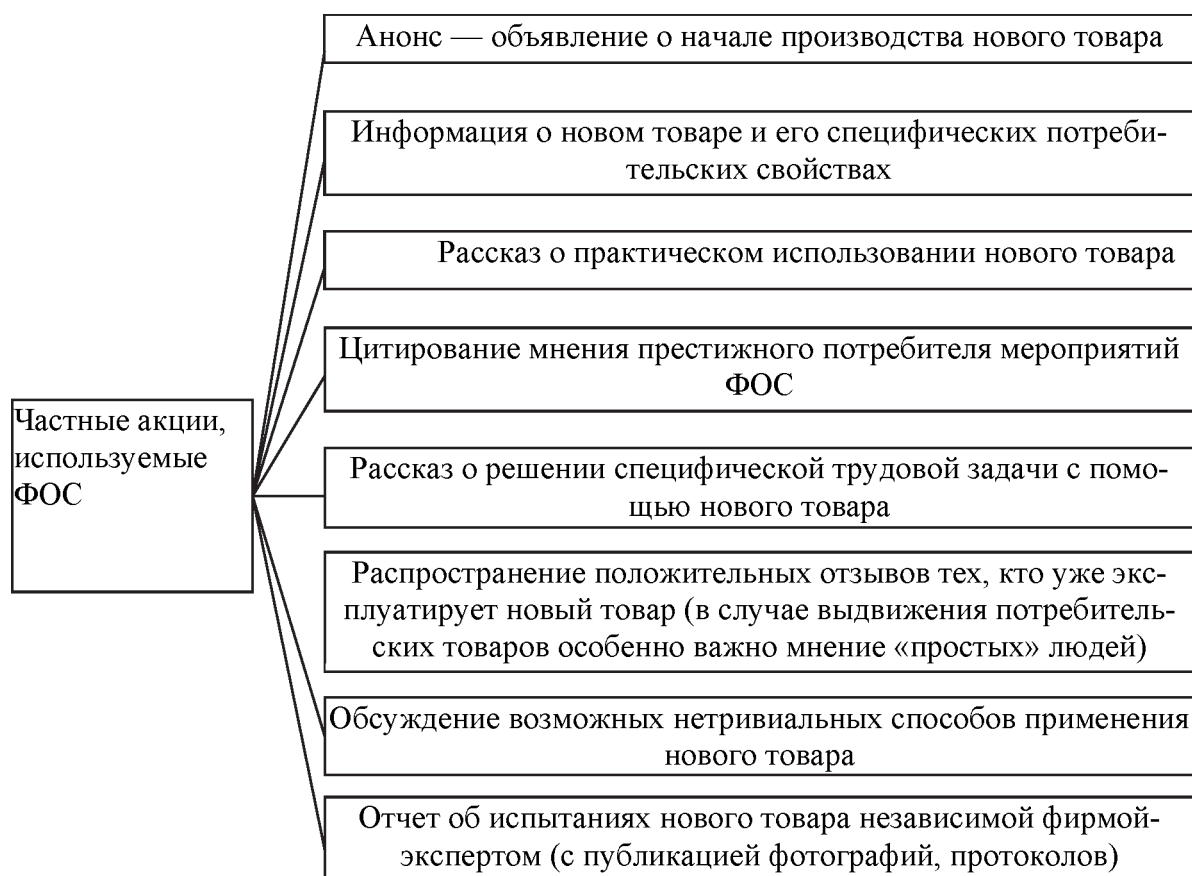 Анонс — объявление о начале производства нового товара
Информация о новом товаре и его специфических потреби-
тельских свойствах
Рассказ о практическом использовании нового товара
Цитирование мнения престижного потребителя мероприятий
ФОС
Частные акции,
используемые
ФОС
Рассказ о решении специфической трудовой задачи с помо-
щью нового товара
Распространение положительных отзывов тех, кто уже экс-
плуатирует новый товар (в случае выдвижения потребитель-
ских товаров особенно важно мнение «простых» людей)
Обсуждение возможных нетривиальных способов применения
нового товара
Отчет об испытаниях нового товара независимой фирмой-
экспертом (с публикацией фотографий, протоколов)